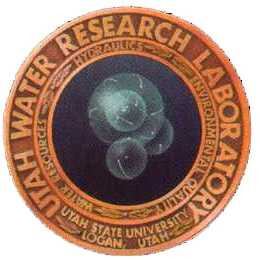 UTAH WATER RESEARCH LABORATORY
WATER RESOURCES
HYDRAULICS
ENVIRONMENTAL QUALITY
UTAH STATE UNIVERSITY
LOGAN, UTAH